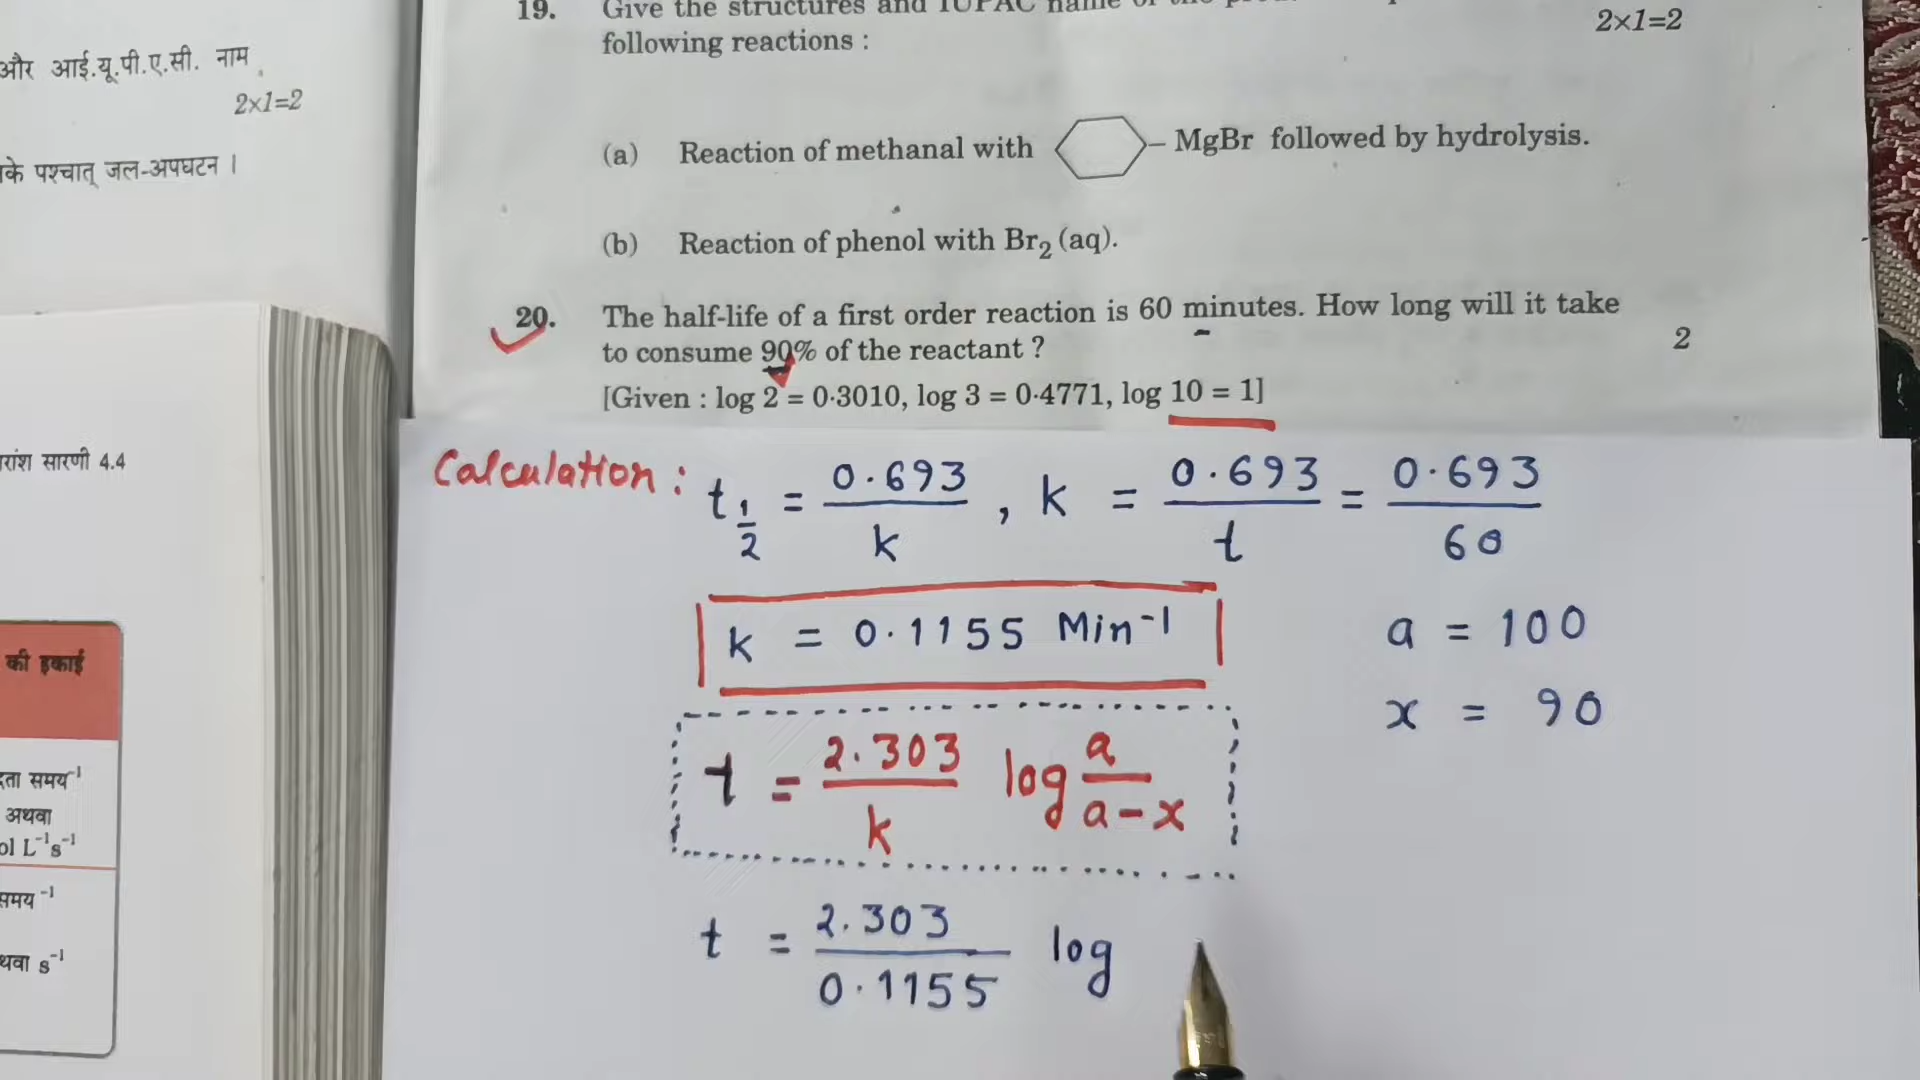 और आई.यू.पी.ए.सी. नाम
2×1=2
के पश्चात् जल-अपघटन ।
सारणी 4.4
की इकाई
समय⁻¹
अथवा
ol L⁻¹s⁻¹
समय ⁻¹
s⁻¹
19. Give the structures and IUPAC name of the
following reactions :
2×1=2
(a) Reaction of methanal with – MgBr followed by hydrolysis.
(b) Reaction of phenol with Br₂ (aq).
20. The half-life of a first order reaction is 60 minutes. How long will it take
to consume 90% of the reactant ?
2
[Given : log 2 = 0·3010, log 3 = 0·4771, log 10 = 1]
Calculation : t½ = 0.693/k , k = 0.693/t = 0.693/60
k = 0.1155 Min⁻¹
a = 100
x = 90
t = 2.303/k log a/a-x
t = 2.303/0.1155 log